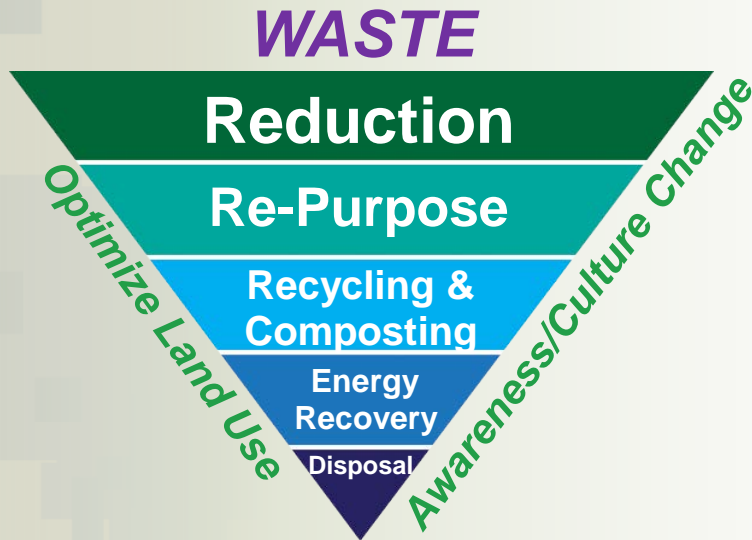 WASTE
Reduction
Re-Purpose
Recycling &
Composting
Energy
Recovery
Disposal
Optimize Land Use
Awareness/Culture Change